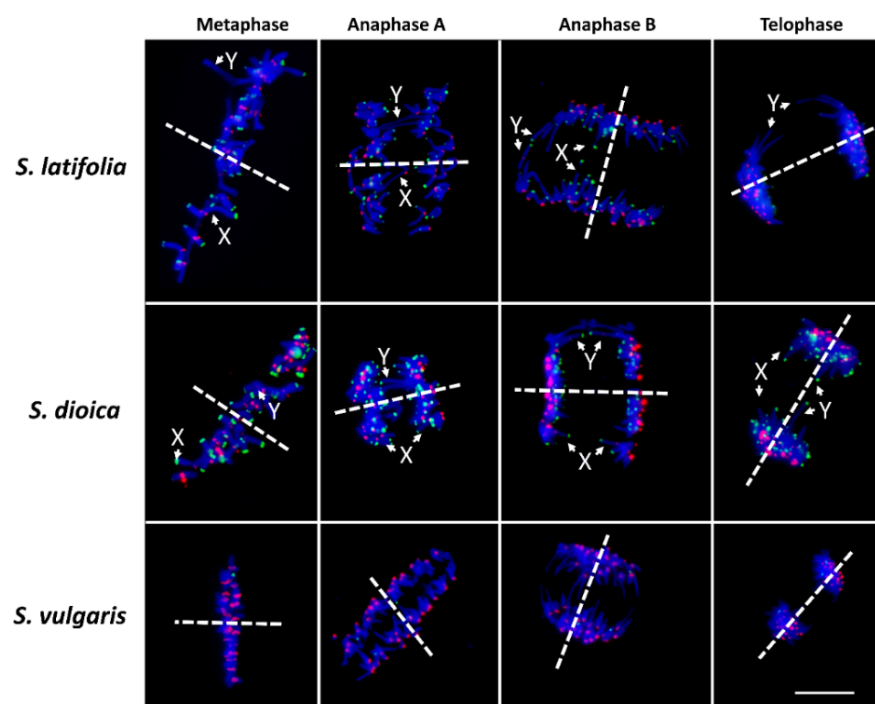 Metaphase Anaphase A Anaphase B Telophase
S. latifolia
Y
X
Y
X
Y
X
Y
S. dioica
X
Y
Y
X
Y
X
X
Y
S. vulgaris